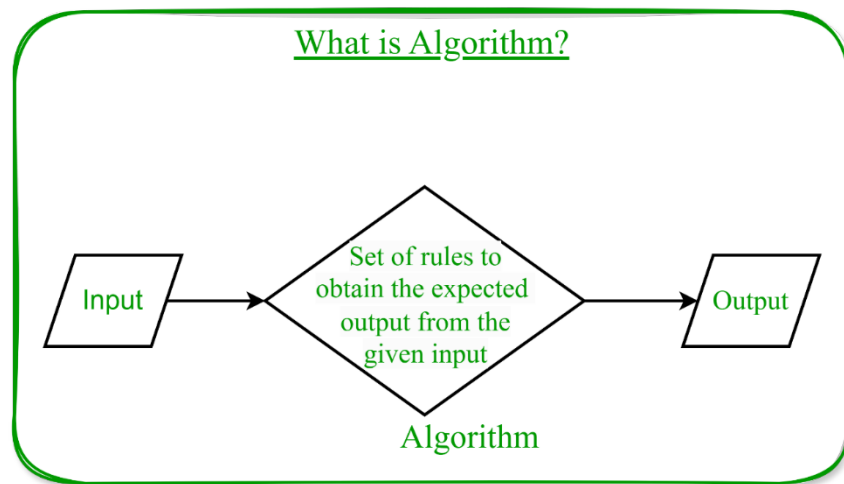 What is Algorithm?
Input
Set of rules to
obtain the expected
output from the
given input
Output
Algorithm